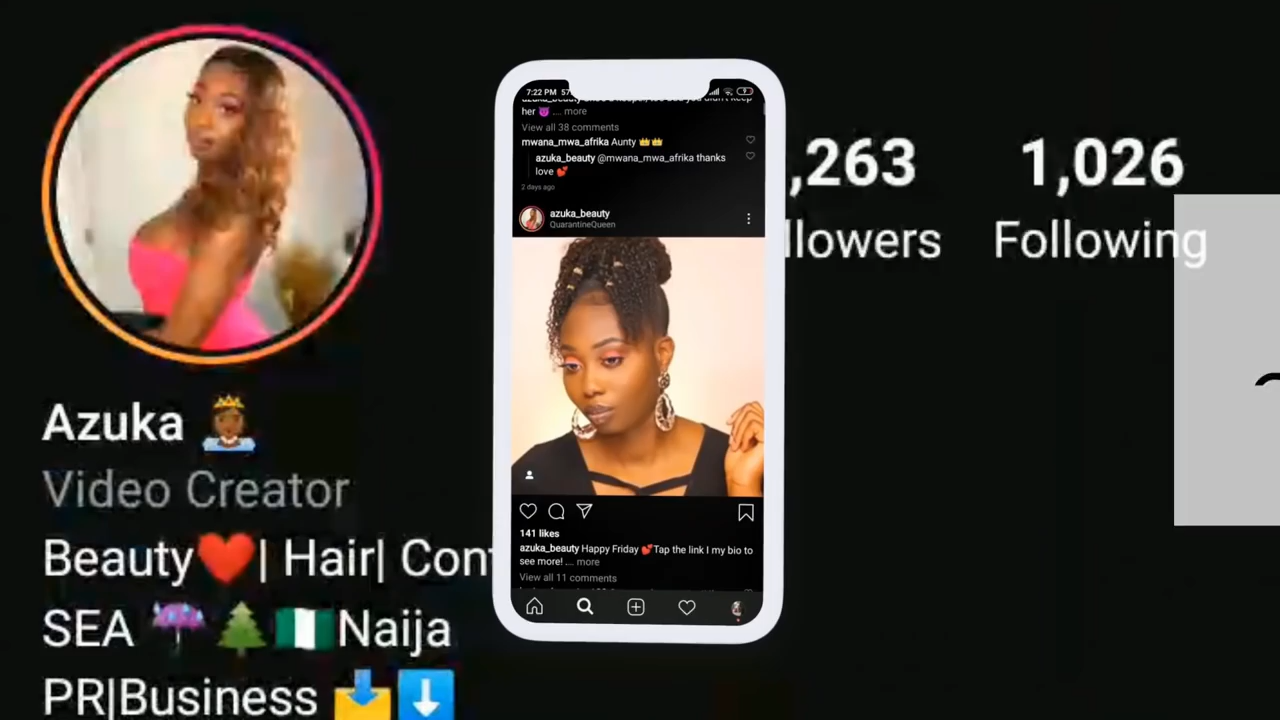 ,263
1,026
llowers
Following
Azuka
Video Creator
Beauty❤️| Hair| Con
SEA ☔🌲🇳🇬Naija
PR|Business 📩⬇️
7:22 PM 57
her 😈 ... more
View all 38 comments
mwana_mwa_afrika Aunty 👑👑
azuka_beauty @mwana_mwa_afrika thanks
love 💕
2 days ago
azuka_beauty
QuarantineQueen
141 likes
azuka_beauty Happy Friday 💕Tap the link I my bio to
see more! ... more
View all 11 comments